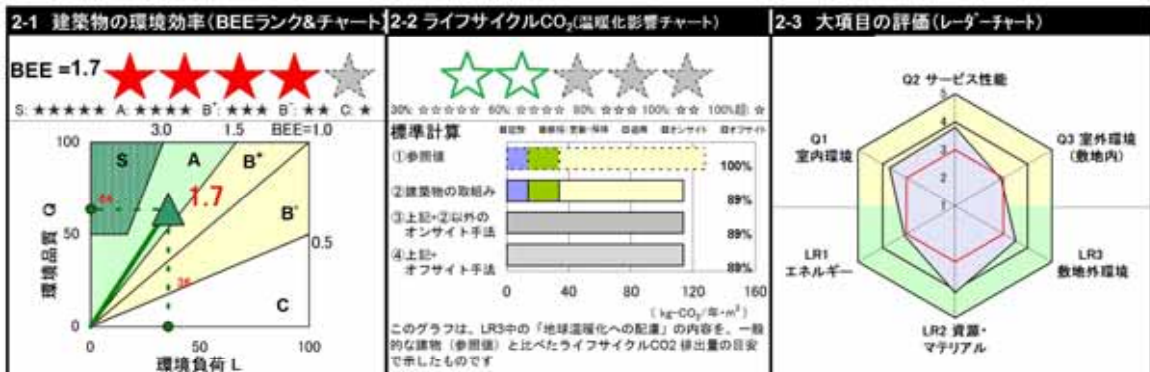 2-1 建築物の環境効率(BEEランク&チャート)
BEE =1.7
S: ★★★★★ A: ★★★★ B⁺: ★★★ B⁻: ★★ C: ★
3.0 1.5 BEE=1.0
100
S
A
B⁺
64
1.7
B⁻
環境品質 Q
50
0.5
36
C
0
0 50 100
環境負荷 L
2-2 ライフサイクルCO₂(温暖化影響チャート)
30%: ☆☆☆☆☆ 60%: ☆☆☆☆ 80%: ☆☆☆ 100%: ☆☆ 100%超: ☆
標準計算
■建設 ■修繕・更新・解体 □運用 ■オンサイト ■オフサイト
①参照値
100%
②建築物の取組み
89%
③上記+②以外の
オンサイト手法
89%
④上記+
オフサイト手法
89%
0 40 80 120 160
( kg-CO₂/年・m² )
このグラフは、LR3中の「地球温暖化への配慮」の内容を、一般
的な建物(参照値)と比べたライフサイクルCO2 排出量の目安
で示したものです
2-3 大項目の評価(レーダーチャート)
Q2 サービス性能
5
4
3
2
1
Q1
室内環境
Q3 室外環境
(敷地内)
LR1
エネルギー
LR3
敷地外環境
LR2 資源・
マテリアル